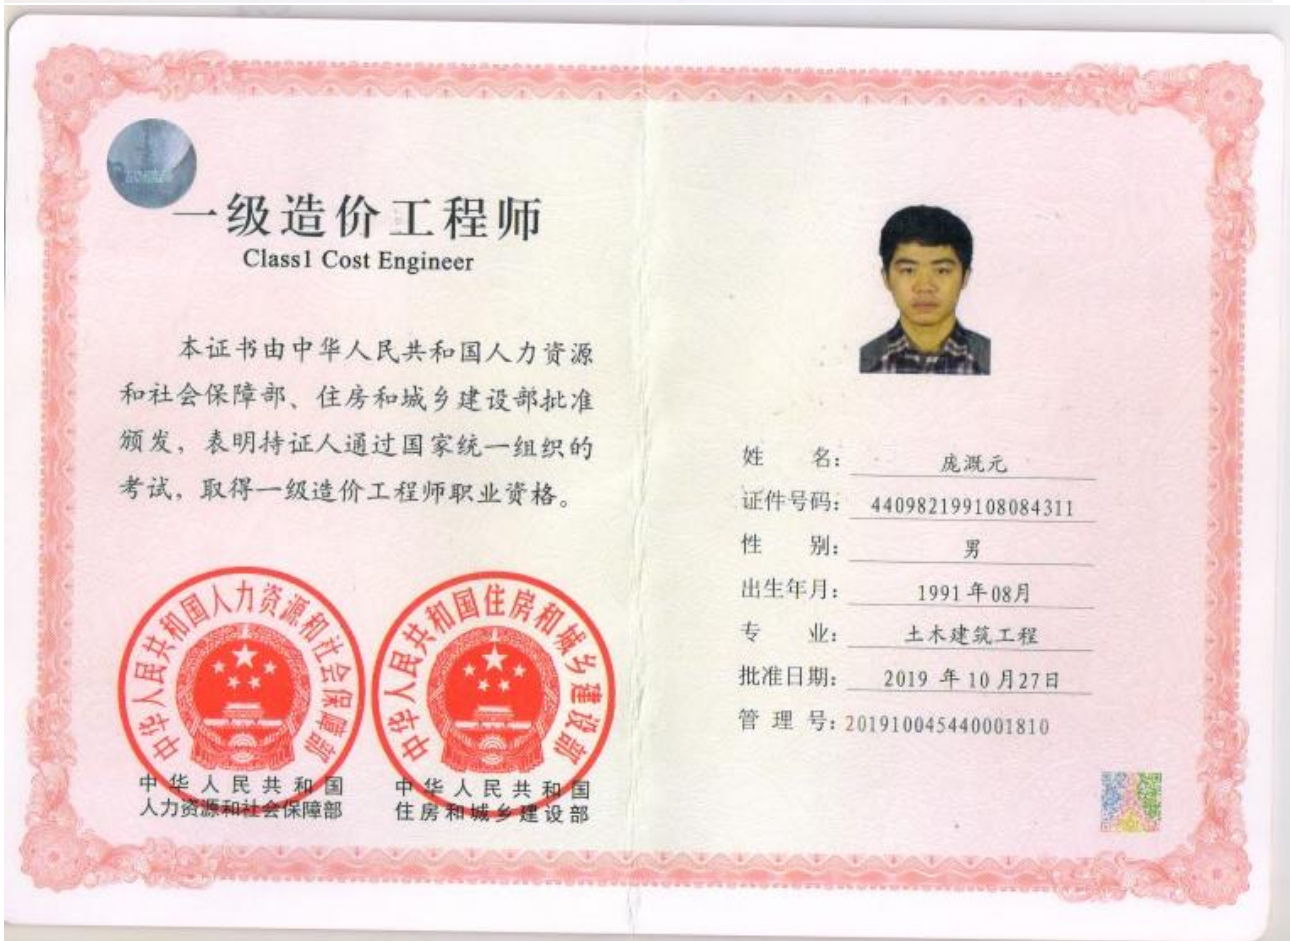 一级造价工程师
Class1 Cost Engineer
本证书由中华人民共和国人力资源
和社会保障部、住房和城乡建设部批准
颁发，表明持证人通过国家统一组织的
考试，取得一级造价工程师职业资格。
中华人民共和国人力资源和社会保障部
中华人民共和国住房和城乡建设部
中华人民共和国
人力资源和社会保障部
中华人民共和国
住房和城乡建设部
姓 名： 庞溉元
证件号码： 440982199108084311
性 别： 男
出生年月： 1991年08月
专 业： 土木建筑工程
批准日期： 2019年10月27日
管 理 号：201910045440001810